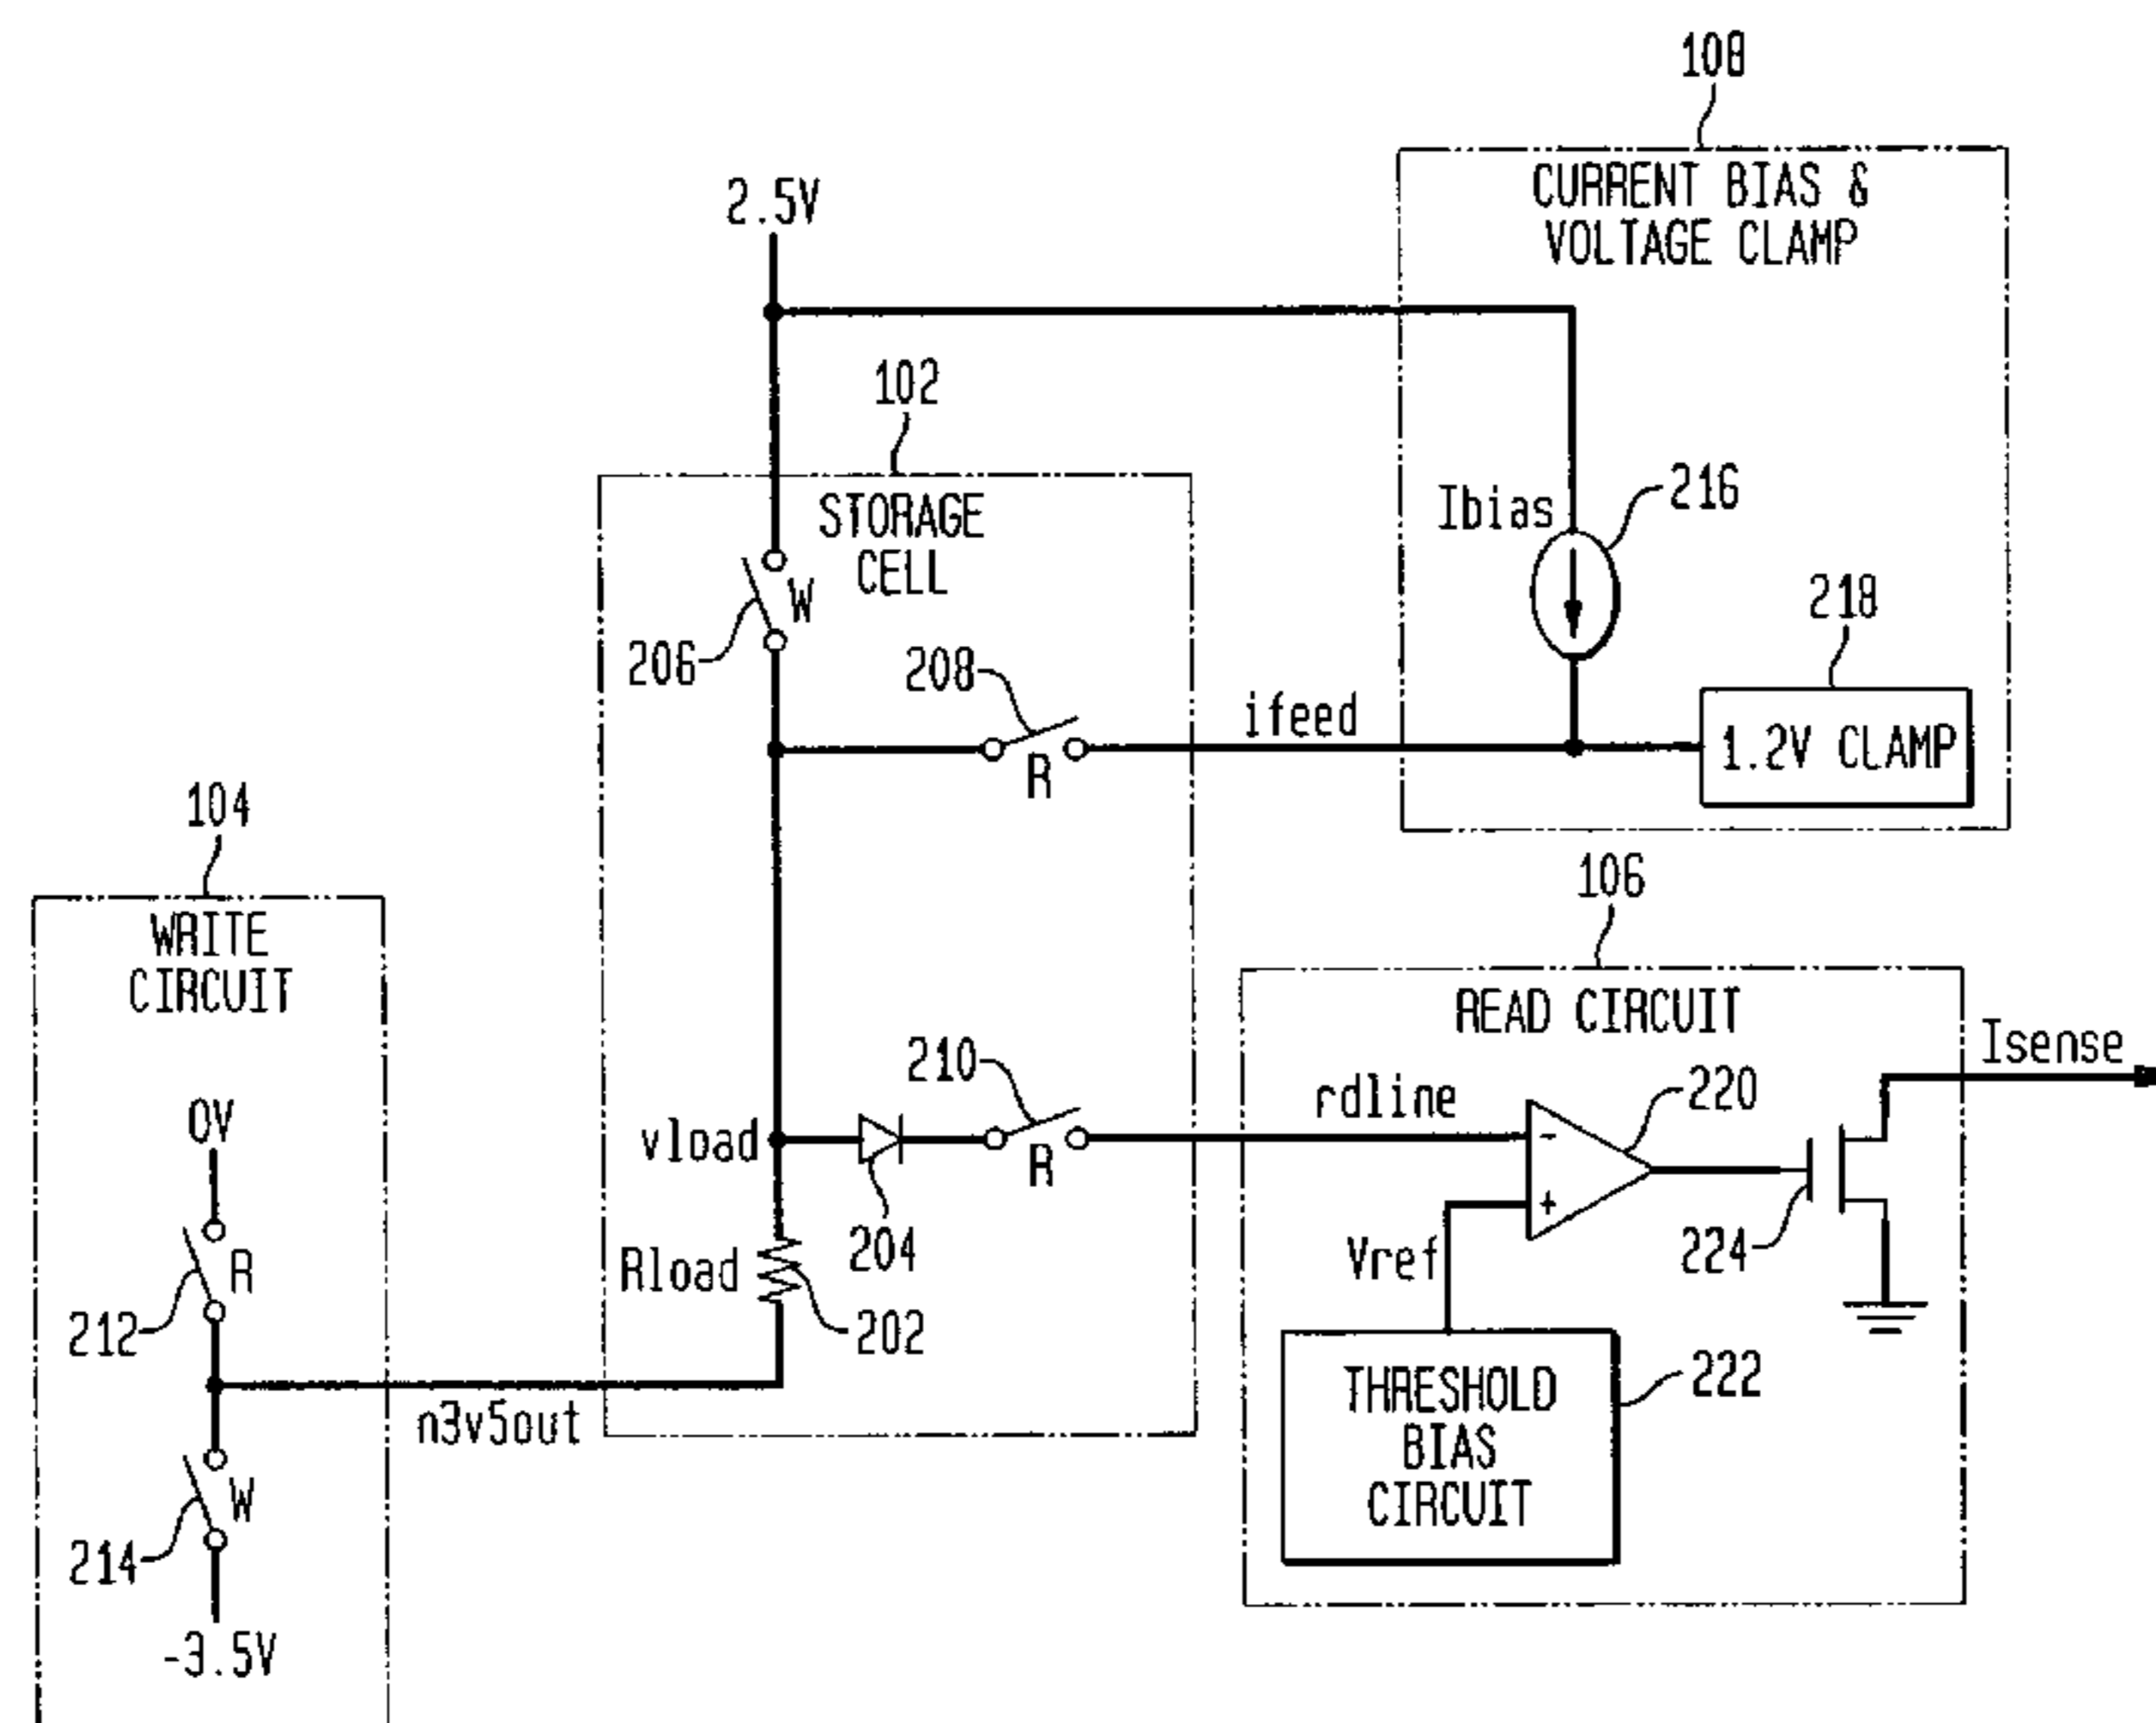 108
CURRENT BIAS &
VOLTAGE CLAMP
2.5V
102
STORAGE
CELL
Ibias
216
W
218
206
208
ifeed
1.2V CLAMP
R
104
106
WRITE
CIRCUIT
READ CIRCUIT
Isense
210
rdline
220
0V
vload
-
R
+
R
204
Vref
224
Rload
212
202
THRESHOLD
BIAS
CIRCUIT
222
n3v5out
W
214
-3.5V